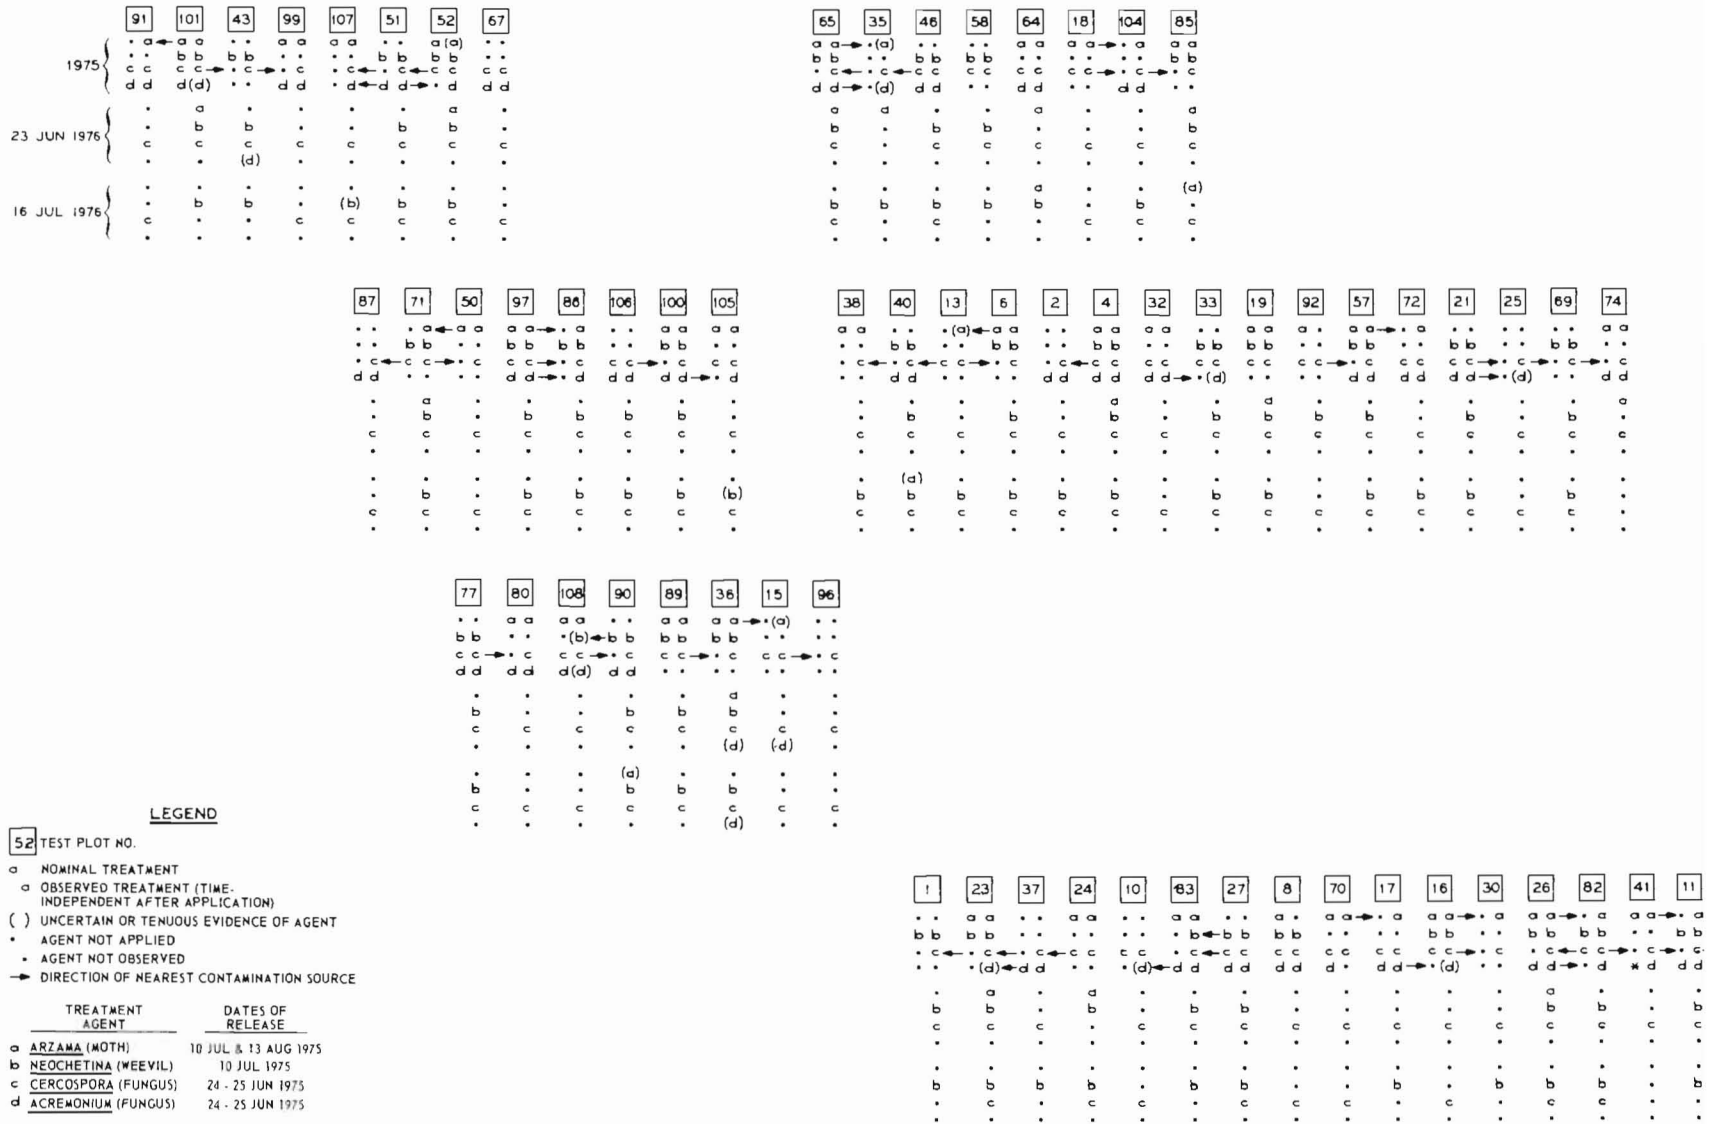 91 101 43 99 107 51 52 67 65 35 46 58 64 18 104 85
1975
· a ← a a · · a a a a · · a (a) · · a a → · (a) · · · · a a a a → · a a a
· · b b b b · · · · b b b b · · b b · · b b b b · · · · · · b b
c c c c → · c → · c · c ← · c ← c c c c · c ← · c ← c c c c c c · c → · c → · c
d d d (d) · · d d · d ← d d → · d d d d d → · (d) d d · · d d · · d d · ·
23 JUN 1976
· a · · · · a · a a · · a · · a
· b b · · b b · b · b b · · · b
c c c c c c c c c · c c c c c c
· · (d) · · · · · · · · · · · · ·
16 JUL 1976
· · · · · · · · · · · · a · · (a)
· b b · (b) b b · b b b b b · b ·
c · · c c c · c c · c · · c c c
· · · · · · · · · · · · · · · ·
87 71 50 97 86 106 100 105 38 40 13 6 2 4 32 33 19 92 57 72 21 25 69 74
· · · a ← a a a a → · a · · a a a a a a · · · (a) ← a a · · a a · · · · a a a · a a → · a · · · · · · a a
· · b b · · b b b b · · b b · · · · b b · · b b · · b b · · b b b b · · b b · · b b · · b b · ·
· c ← c c → · c c c → · c c c → · c · c · c ← · c ← c c → · c · c ← c c c c · · c c c c → · c c c · c → · c → · c → · c
d d · · · · d d → · d · · d d → · d · · d d · · · · d d d d d d → · (d) · · · · d d d d d d → · (d) · · d d
· a · · · · · · · · · · · a · · a · · · · · · a
· b · b b b b · · b · b · b · b · b b · b · b ·
c c c c c c c c c c c c c c c c c c c c c c c c
· · · · · · · · · · · · · · · · · · · · · · · ·
· · · · · · · · · (a) · · · · · · · · · · · · · ·
· b · b b b b (b) b b b b b b · b b · b b b · b ·
c c c c c c c c c c c c c c c c c c c c c c c ·
· · · · · · · · · · · · · · · · · · · · · · · ·
77 80 108 90 89 36 15 96
· · a a a a · · a a a a → · (a) · ·
b b · · · (b) ← b b b b b b · · · ·
c c → · c c c → · c c c → · c c c → · c
d d d d d (d) d d · · · · · · · ·
· · · · · a · ·
b · · b b b · ·
c c c c c c c c
· · · · · (d) (d) ·
· · · (a) · · · ·
b · · b b b · ·
c c c c c c c c
· · · · · (d) · ·
LEGEND
52 TEST PLOT NO.
a NOMINAL TREATMENT
a OBSERVED TREATMENT (TIME-
INDEPENDENT AFTER APPLICATION)
( ) UNCERTAIN OR TENUOUS EVIDENCE OF AGENT
· AGENT NOT APPLIED
· AGENT NOT OBSERVED
→ DIRECTION OF NEAREST CONTAMINATION SOURCE
TREATMENT DATES OF
AGENT RELEASE
a ARZAMA (MOTH) 10 JUL & 13 AUG 1975
b NEOCHETINA (WEEVIL) 10 JUL 1975
c CERCOSPORA (FUNGUS) 24 - 25 JUN 1975
d ACREMONIUM (FUNGUS) 24 - 25 JUN 1975
1 23 37 24 10 83 27 8 70 17 16 30 26 82 41 11
· · a a · · a a · · a a · · a · a a → · a a a → · a a a → · a a a → · a
b b b b · · b b · · · b ← b b b b · · · · b b · · b b b b · · b b
· c ← · c ← · c ← c c c c · c ← c c c c c c c c · c → · c · c ← c c → · c → · c
· · · (d) ← d d · · · (d) ← d d d d d d d · d d → · (d) · · d d → · d * d d d
· a · a · · · · · · · · a · · ·
b b · b · b b · · · · · b b · b
c c c · c c c c c c c c c c c c
· · · · · · · · · · · · · · · ·
· · · · · · · · · · · · · · · ·
b b b b · b b · · b · b b b · b
· c · c c · c c c · c · c c · ·
· · · · · · · · · · · · · · · ·